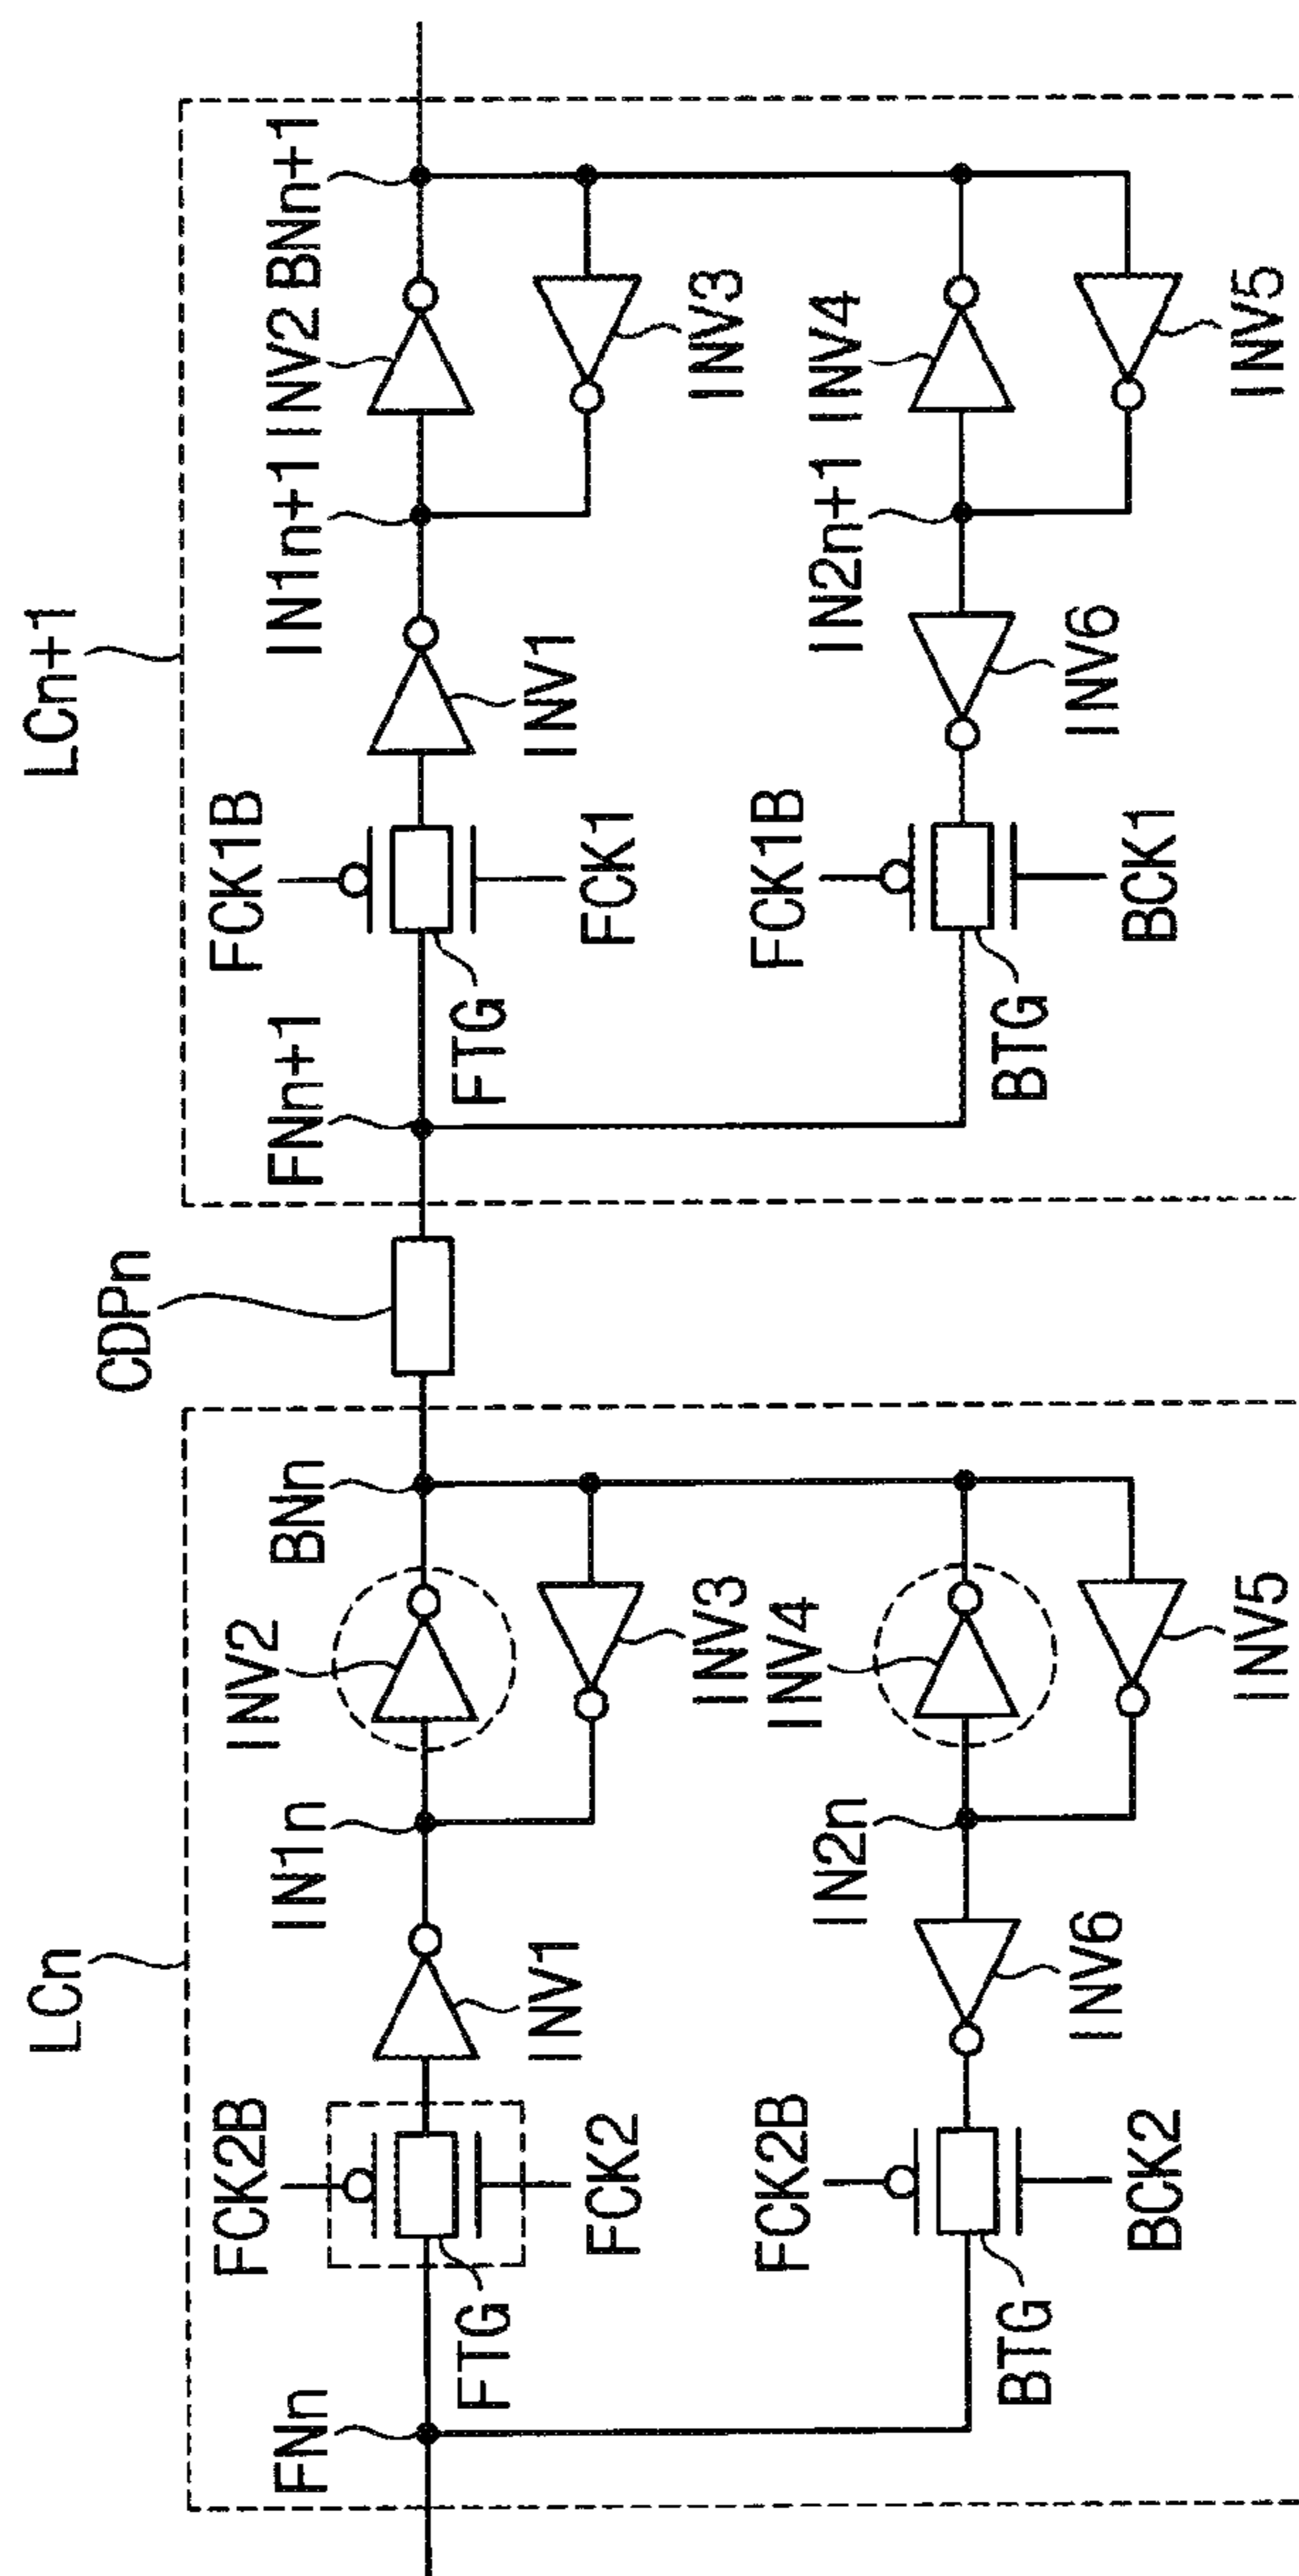 LCn
CDPn
LCn+1
FNn
FCK2B
FTG
FCK2
INV1
IN1n
INV2
BNn
INV3
FCK2B
BTG
BCK2
INV6
IN2n
INV4
INV5
FNn+1
FCK1B
FTG
FCK1
INV1
IN1n+1
INV2
BNn+1
INV3
FCK1B
BTG
BCK1
INV6
IN2n+1
INV4
INV5